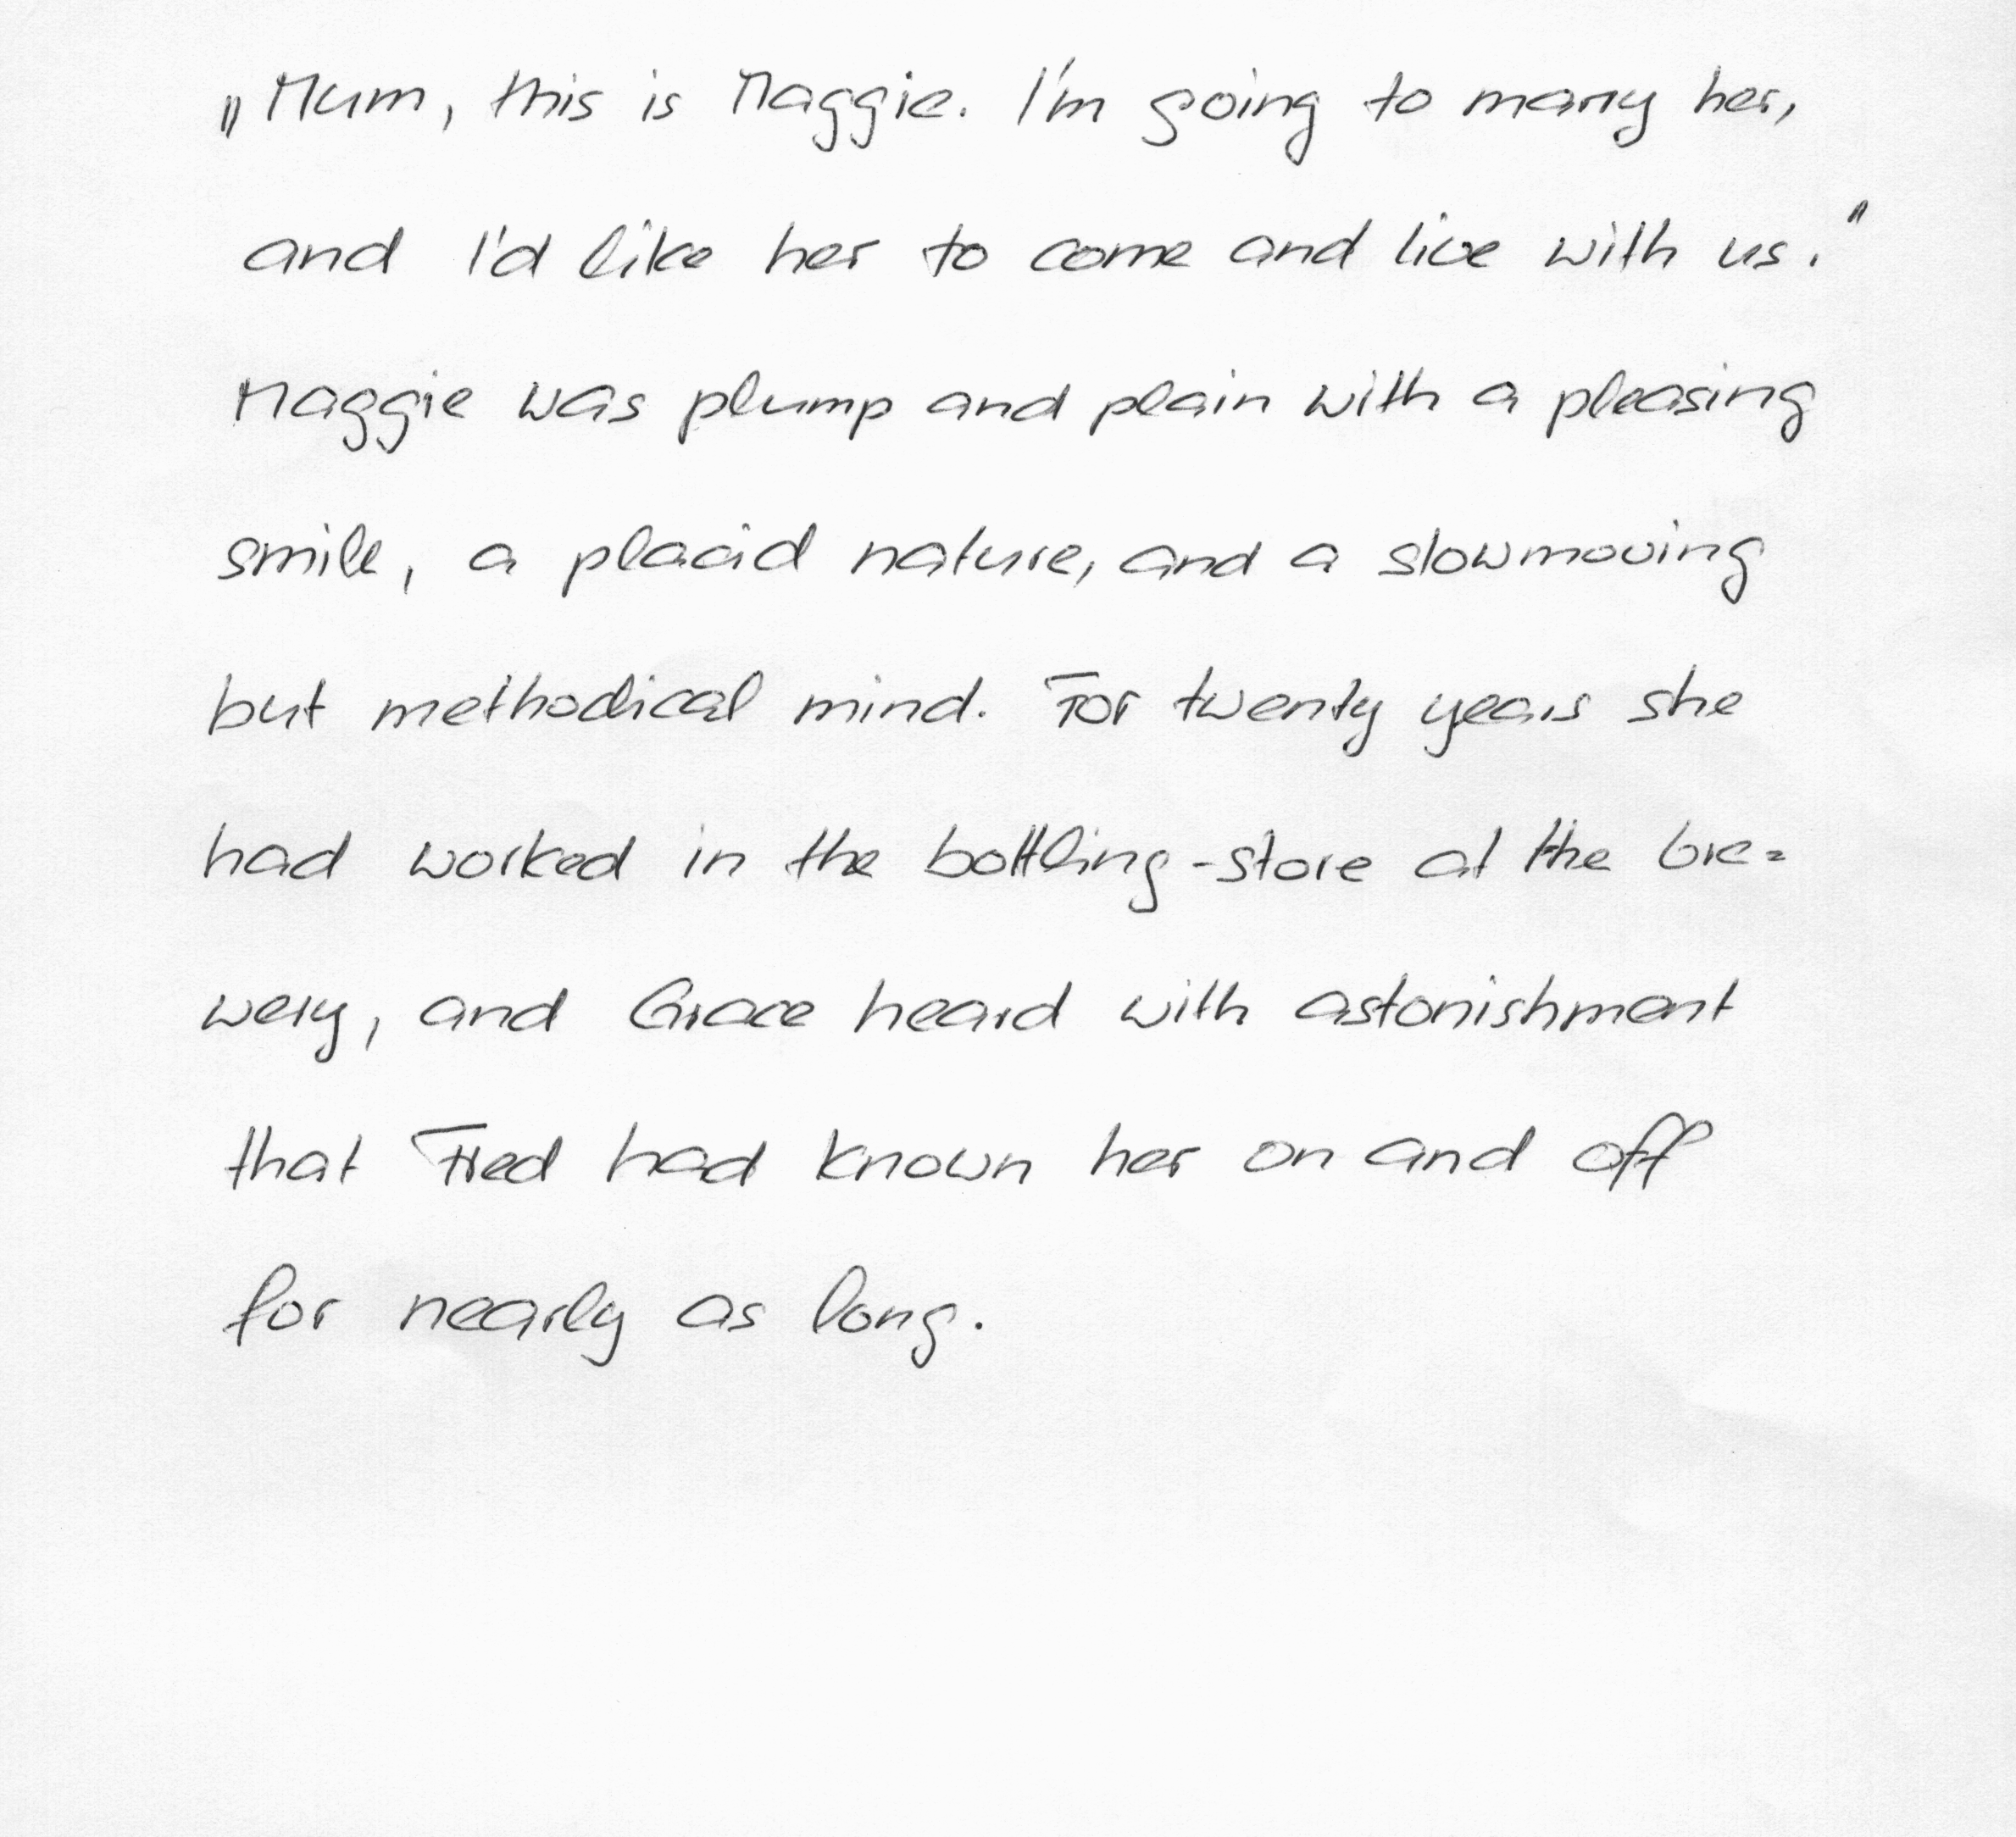 „Mum, this is Maggie. I'm going to marry her,
and I'd like her to come and live with us."
Maggie was plump and plain with a pleasing
smile, a placid nature, and a slowmoving
but methodical mind. For twenty years she
had worked in the bottling-store at the bre=
wery, and Grace heard with astonishment
that Fred had known her on and off
for nearly as long.